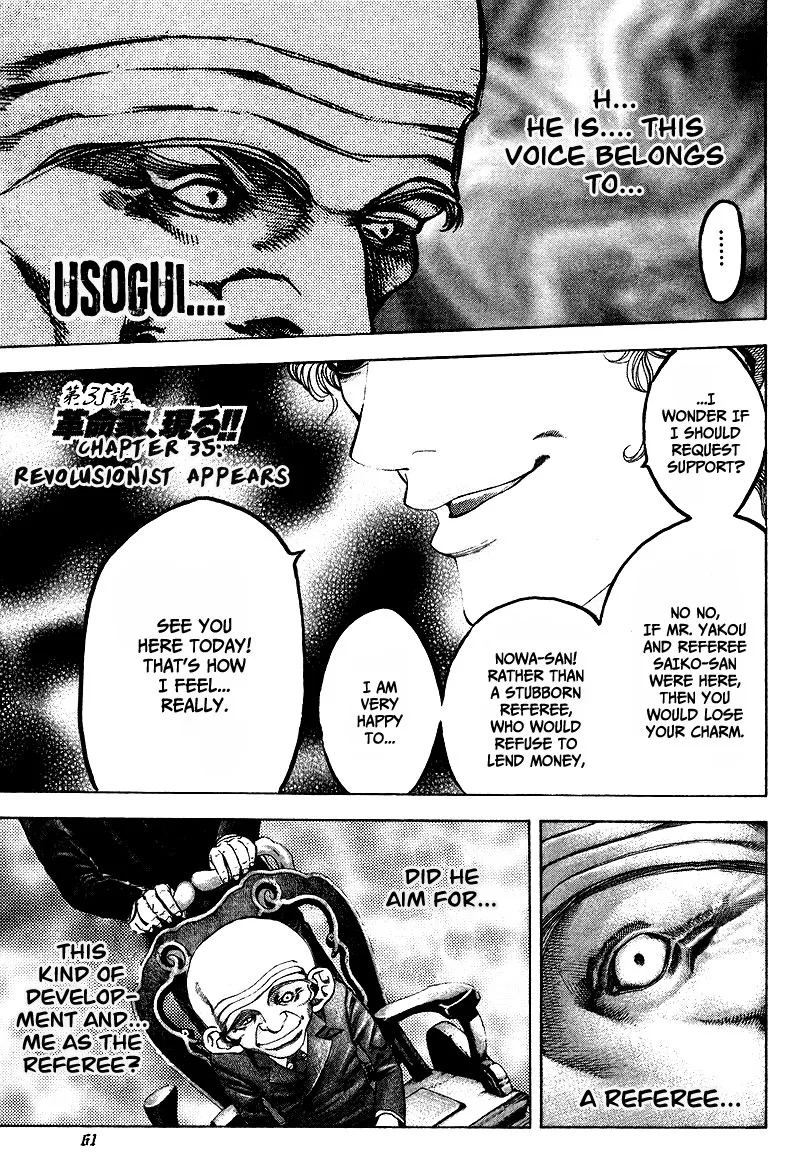 H...
HE IS.... THIS
VOICE BELONGS
TO...
........
USOGUI....
第35話
革命家、現る!!
CHAPTER 35:
REVOLUSIONIST APPEARS
...I
WONDER IF
I SHOULD
REQUEST
SUPPORT?
NO NO,
IF MR. YAKOU
AND REFEREE
SAIKO-SAN
WERE HERE,
THEN YOU
WOULD LOSE
YOUR CHARM.
NOWA-SAN!
RATHER THAN
A STUBBORN
REFEREE,
WHO WOULD
REFUSE TO
LEND MONEY,
I AM
VERY
HAPPY
TO...
SEE YOU
HERE TODAY!
THAT'S HOW
I FEEL...
REALLY.
A REFEREE...
DID HE
AIM FOR...
THIS
KIND OF
DEVELOP-
MENT AND...
ME AS THE
REFEREE?
61